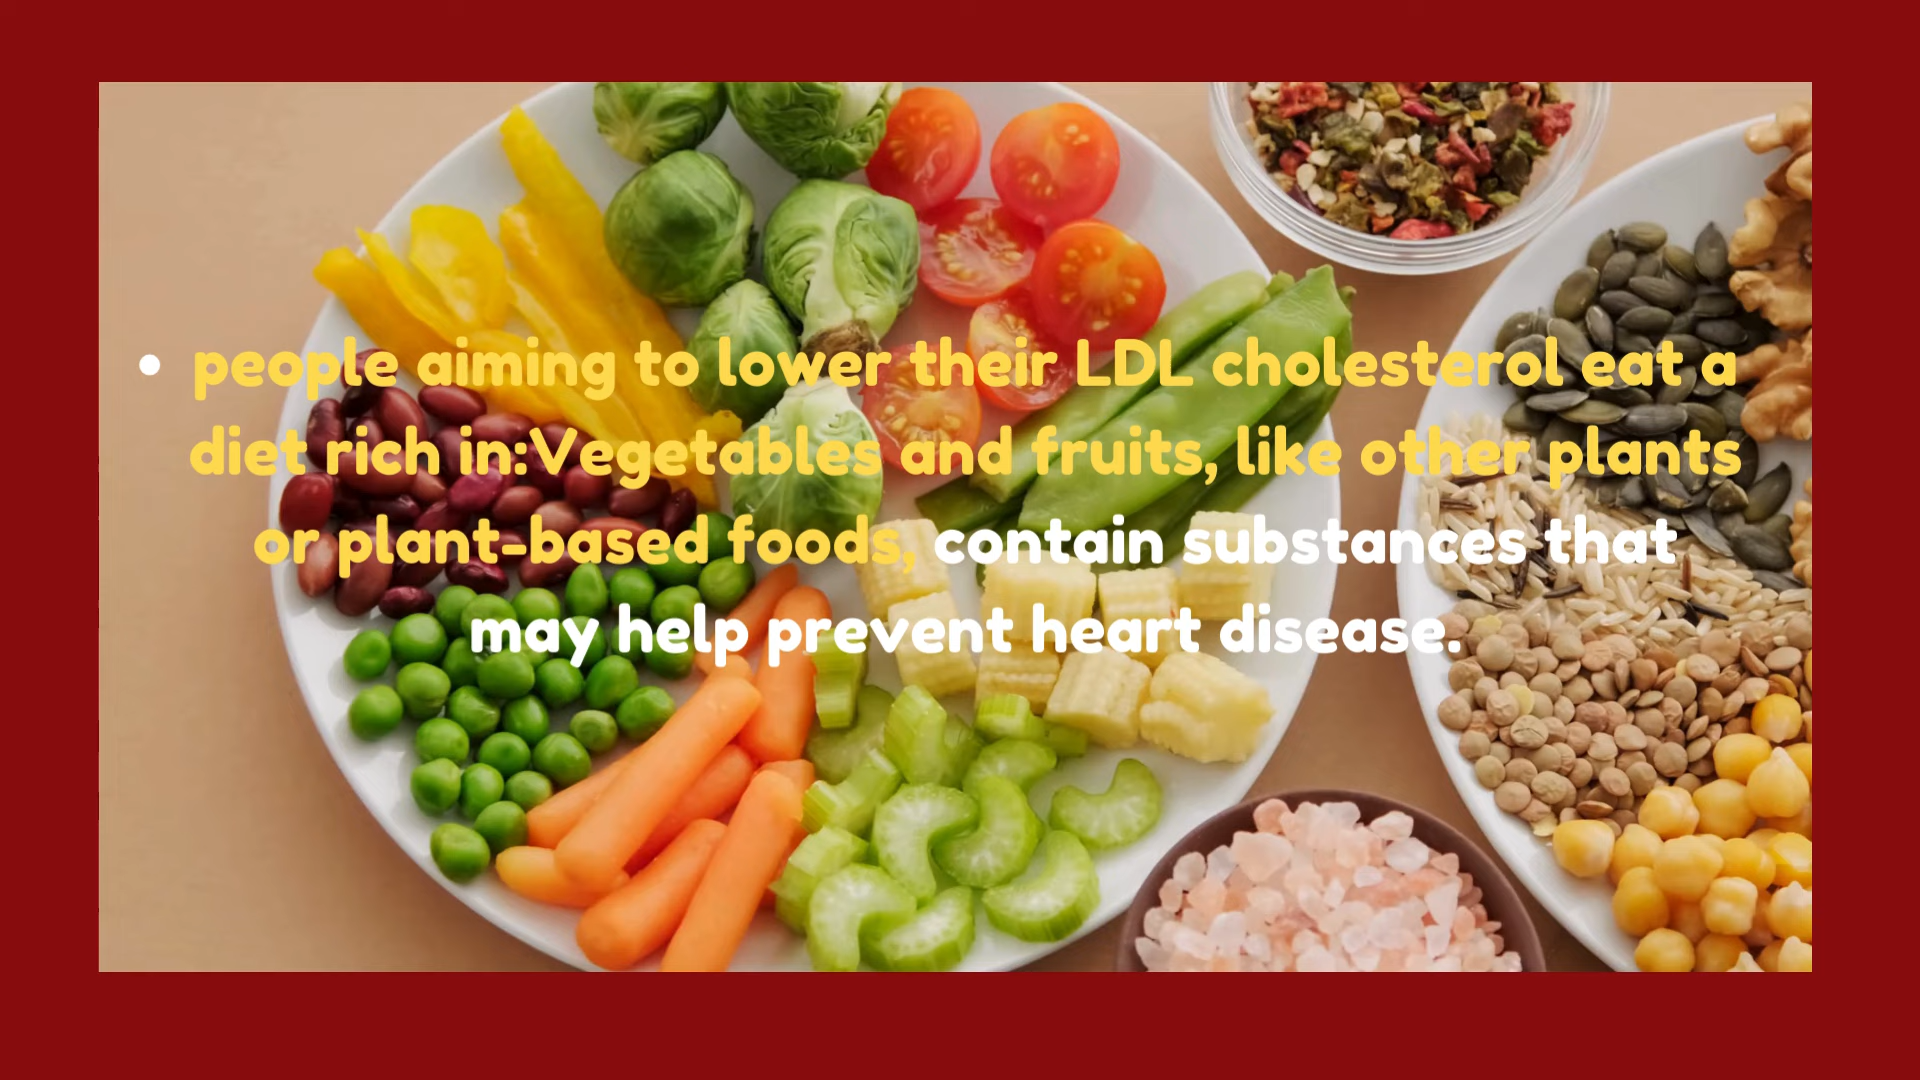 • people aiming to lower their LDL cholesterol eat a
diet rich in:Vegetables and fruits, like other plants
or plant-based foods, contain substances that
may help prevent heart disease.